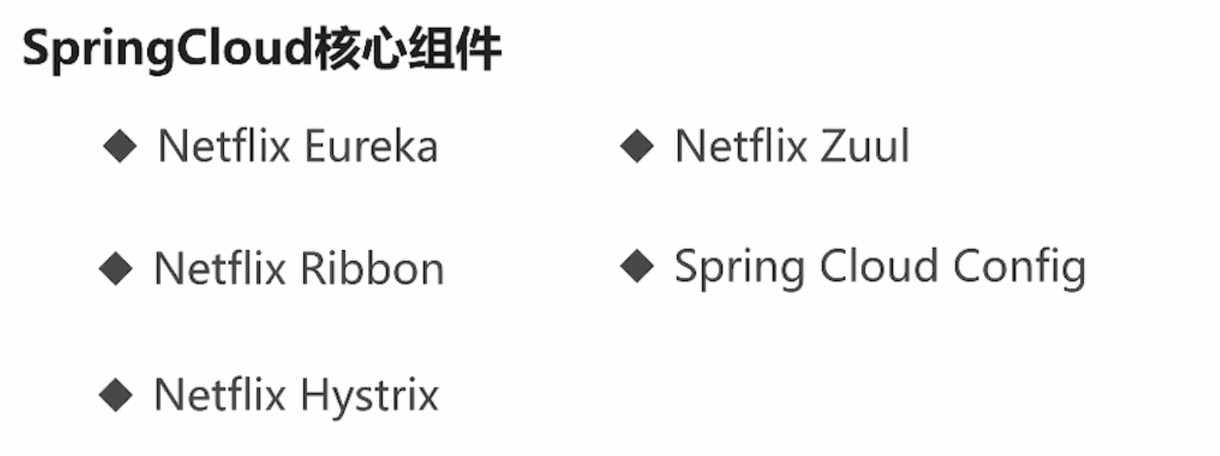 SpringCloud核心组件
◆ Netflix Eureka
◆ Netflix Ribbon
◆ Netflix Hystrix
◆ Netflix Zuul
◆ Spring Cloud Config